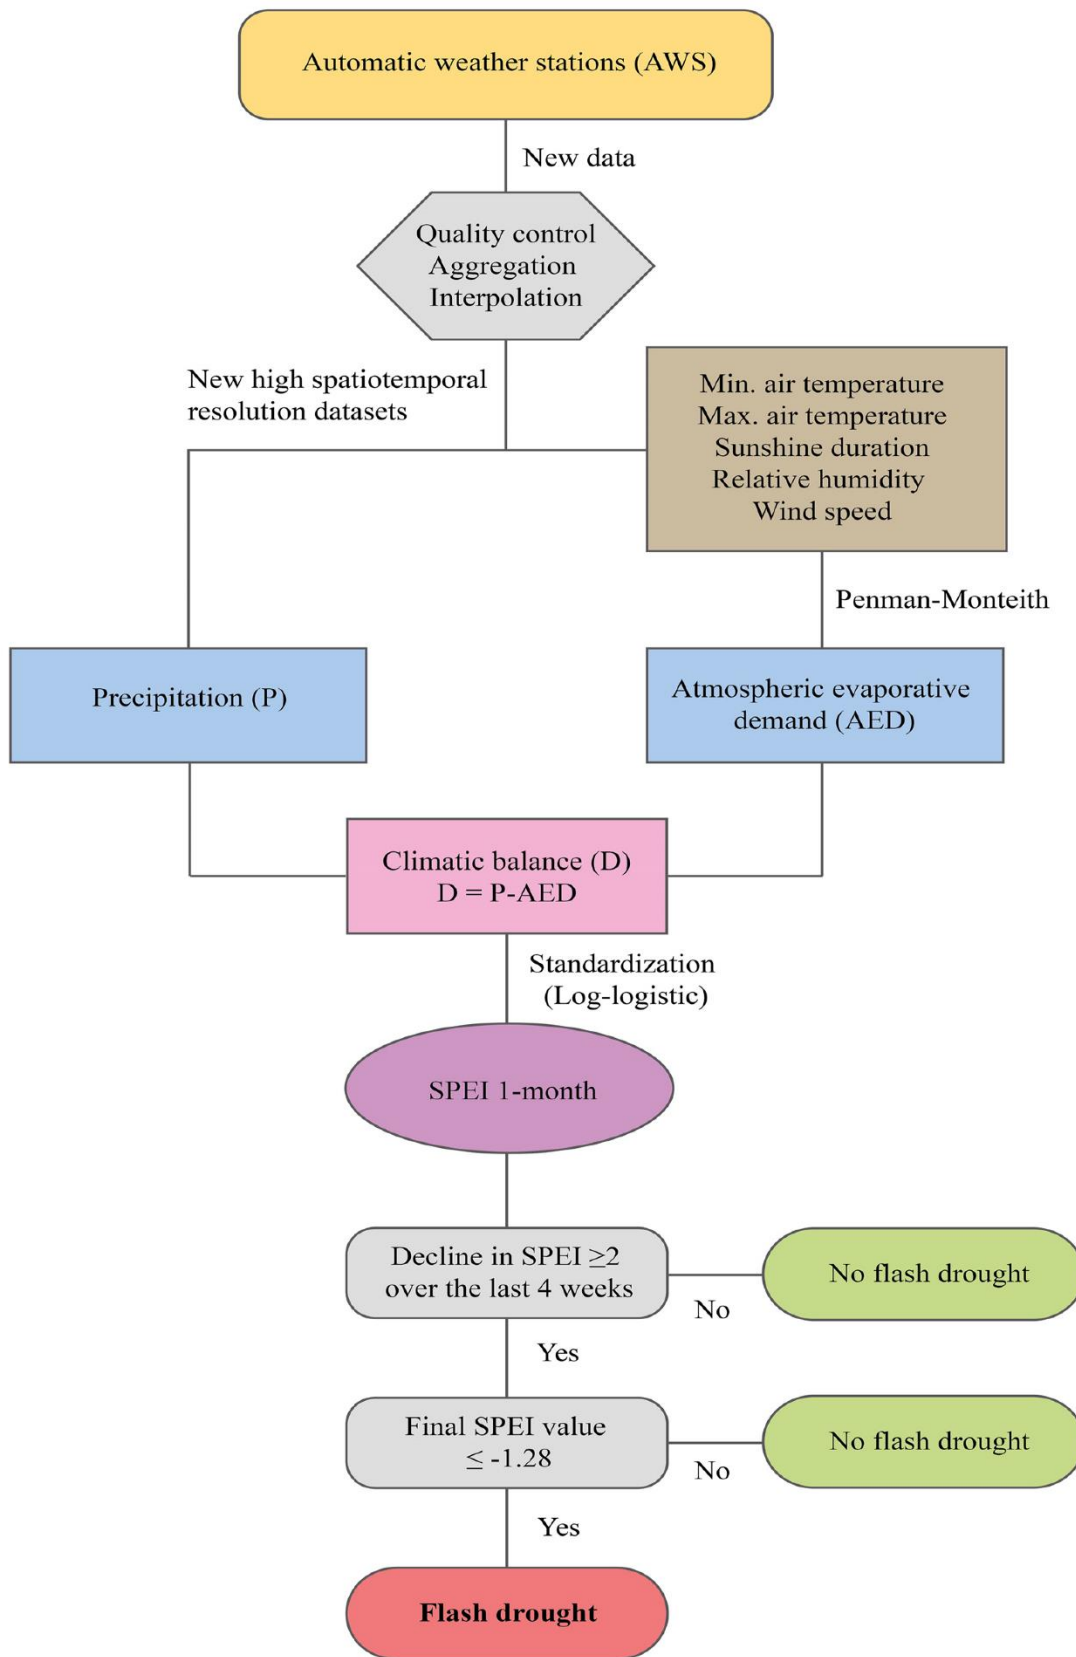 Automatic weather stations (AWS)
New data
Quality control
Aggregation
Interpolation
New high spatiotemporal
resolution datasets
Min. air temperature
Max. air temperature
Sunshine duration
Relative humidity
Wind speed
Penman-Monteith
Precipitation (P)
Atmospheric evaporative
demand (AED)
Climatic balance (D)
D = P-AED
Standardization
(Log-logistic)
SPEI 1-month
Decline in SPEI ≥2
over the last 4 weeks
No
No flash drought
Yes
Final SPEI value
≤ -1.28
No
No flash drought
Yes
Flash drought